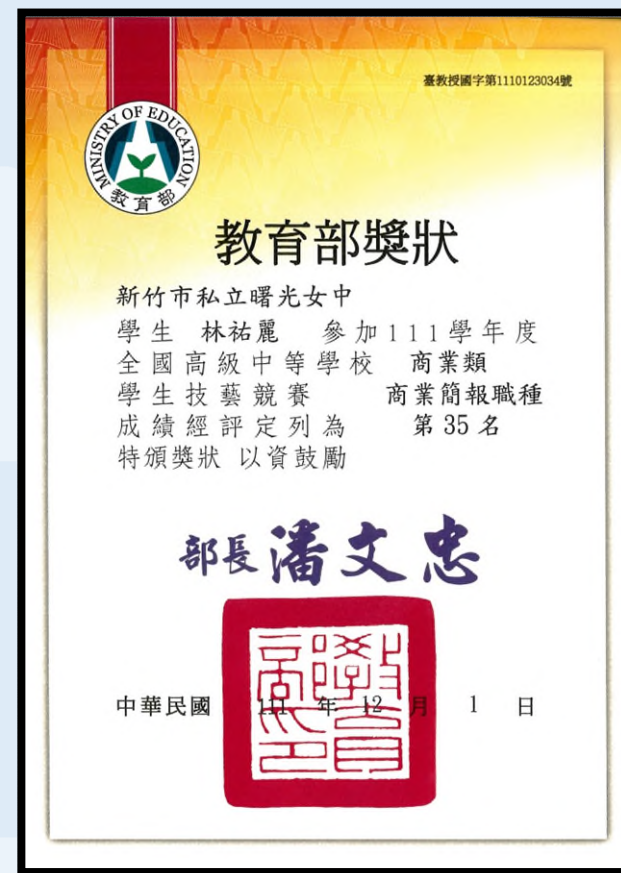 臺教授國字第1110123034號
MINISTRY OF EDUCATION
教育部
教育部獎狀
新竹市私立曙光女中
學生 林祐麗 參加111學年度
全國高級中等學校 商業類
學生技藝競賽 商業簡報職種
成績經評定列為 第35名
特頒獎狀 以資鼓勵
部長潘文忠
教育部印
中華民國 111 年 12 月 1 日